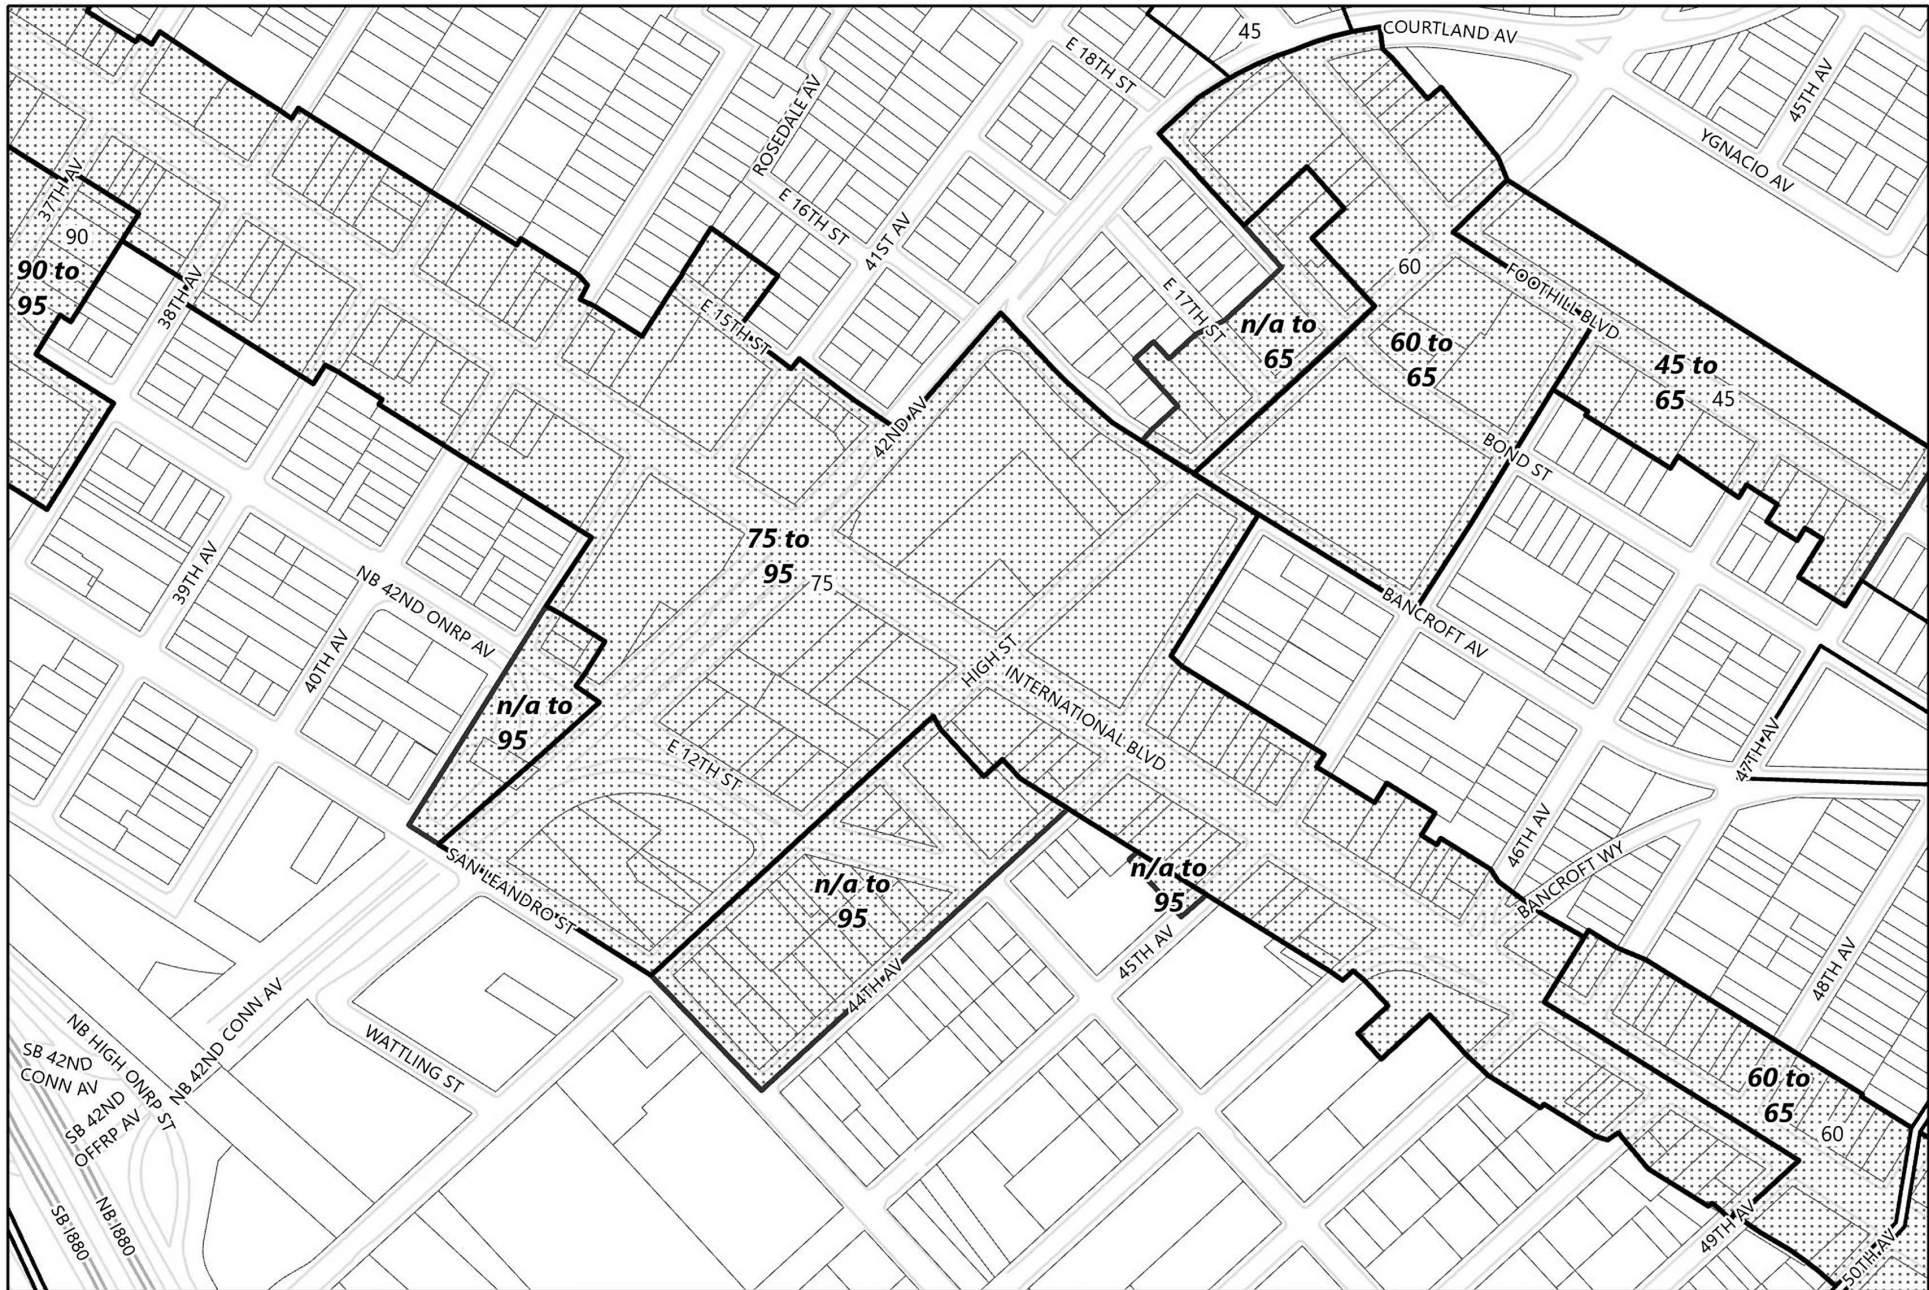 45
COURTLAND AV
E 18TH ST
45TH AV
ROSEDALE AV
YGNACIO AV
37TH AV
90
E 16TH ST
41ST AV
90 to
95
38TH AV
60
FOOTHILL BLVD
E 17TH ST
E 15TH ST
n/a to
65
60 to
65
45 to
65
45
42ND AV
BOND ST
75 to
95
75
39TH AV
NB 42ND ONRP AV
BANCROFT AV
40TH AV
HIGH ST
INTERNATIONAL BLVD
n/a to
95
E 12TH ST
47TH AV
46TH AV
BANCROFT WY
SAN LEANDRO ST
n/a to
95
n/a to
95
44TH AV
45TH AV
48TH AV
NB 42ND CONN AV
WATTLING ST
NB HIGH ONRP ST
SB 42ND
CONN AV
SB 42ND
OFFRP AV
60 to
65
60
NB I880
SB I880
49TH AV
50TH AV